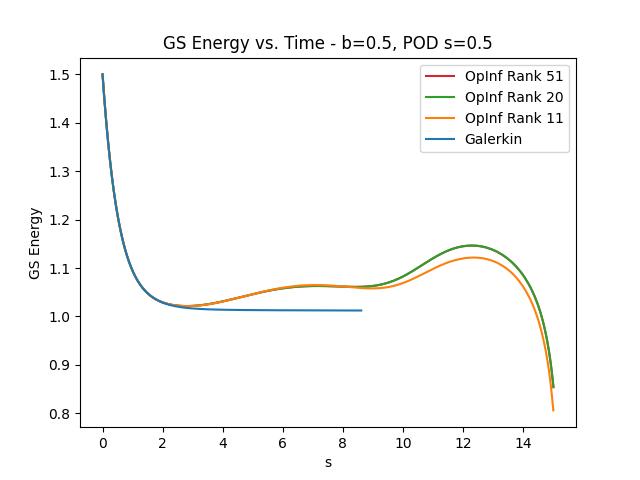 GS Energy vs. Time - b=0.5, POD s=0.5
OpInf Rank 51
OpInf Rank 20
OpInf Rank 11
Galerkin
GS Energy
1.5
1.4
1.3
1.2
1.1
1.0
0.9
0.8
0 2 4 6 8 10 12 14
s